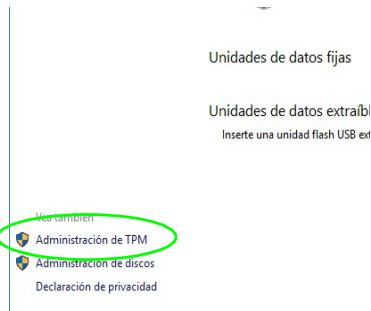 Unidades de datos fijas
Unidades de datos extraíbl
Inserte una unidad flash USB ext
Vea también
Administración de TPM
Administración de discos
Declaración de privacidad